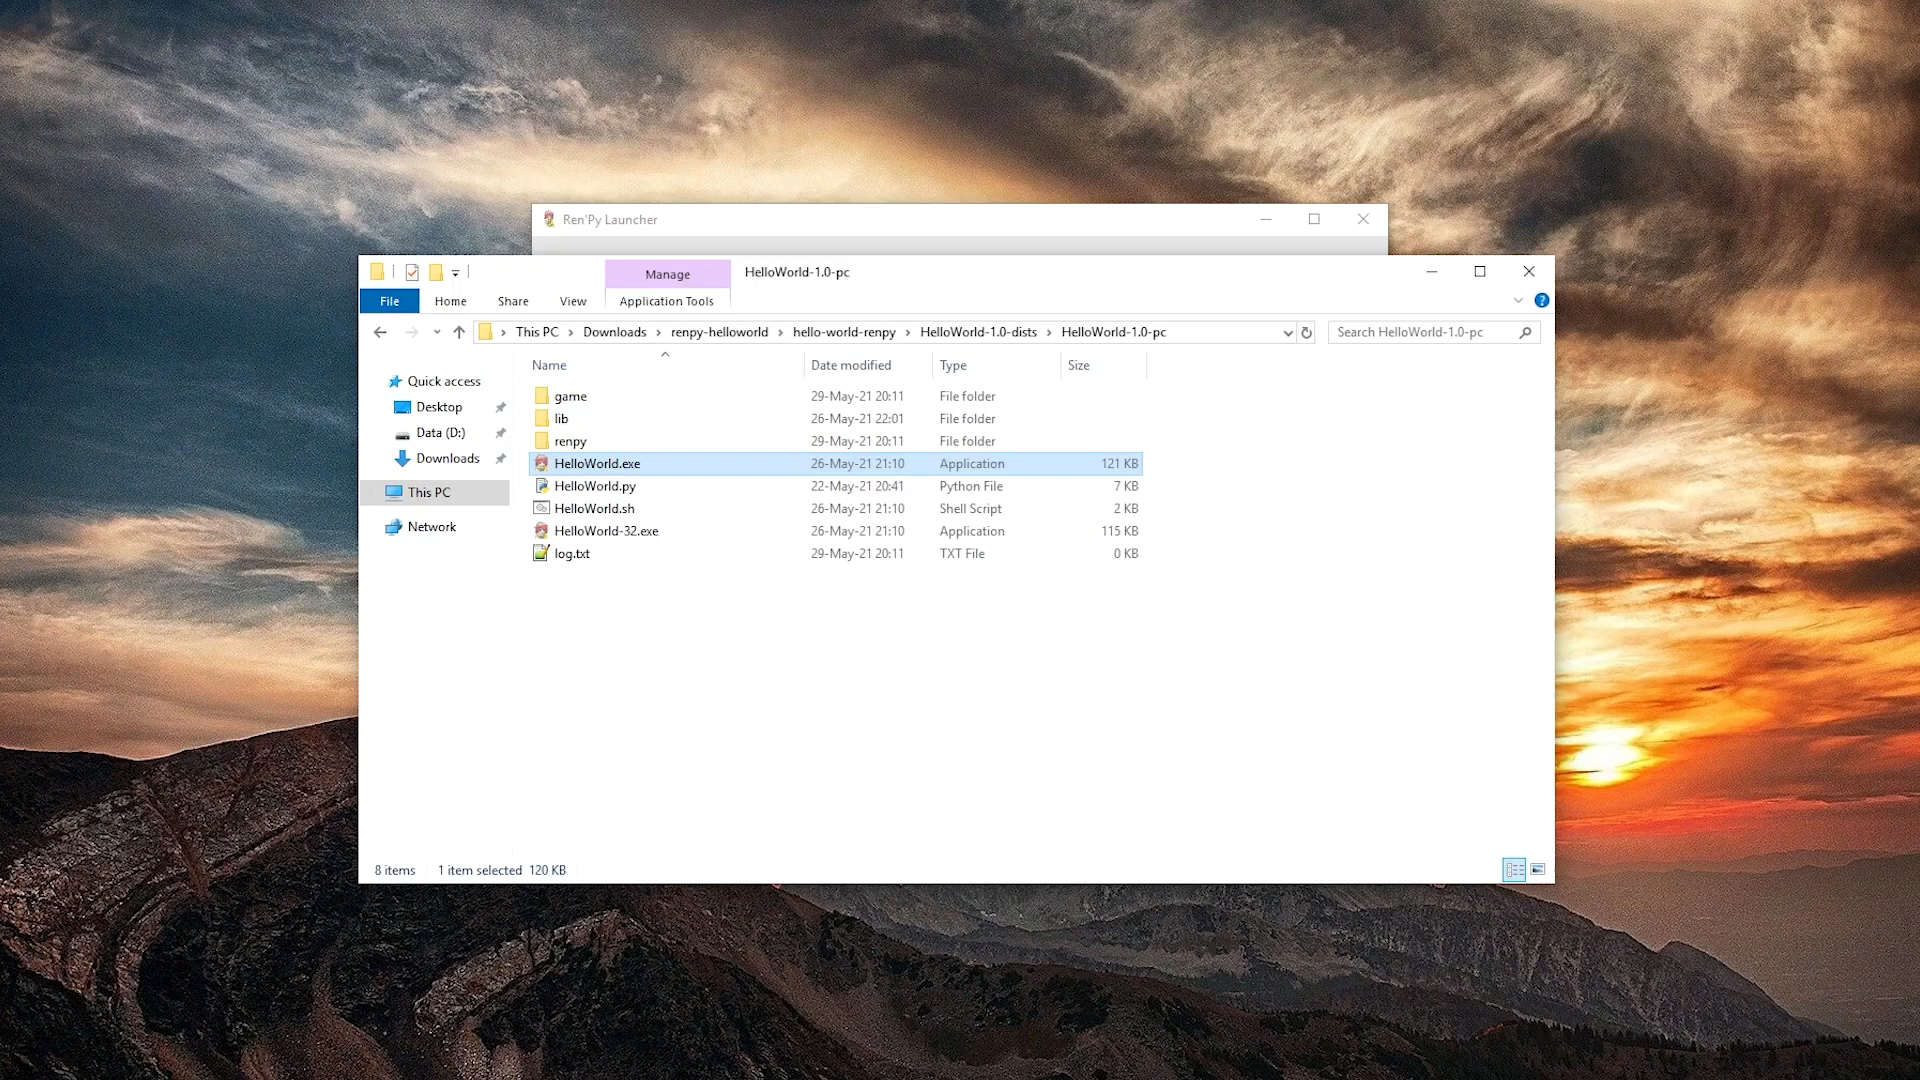 Ren'Py Launcher
Manage
HelloWorld-1.0-pc
File
Home
Share
View
Application Tools
This PC
Downloads
renpy-helloworld
hello-world-renpy
HelloWorld-1.0-dists
HelloWorld-1.0-pc
Search HelloWorld-1.0-pc
Name
Date modified
Type
Size
Quick access
Desktop
Data (D:)
Downloads
This PC
Network
game 29-May-21 20:11 File folder
lib 26-May-21 22:01 File folder
renpy 29-May-21 20:11 File folder
HelloWorld.exe 26-May-21 21:10 Application 121 KB
HelloWorld.py 22-May-21 20:41 Python File 7 KB
HelloWorld.sh 26-May-21 21:10 Shell Script 2 KB
HelloWorld-32.exe 26-May-21 21:10 Application 115 KB
log.txt 29-May-21 20:11 TXT File 0 KB
8 items 1 item selected 120 KB